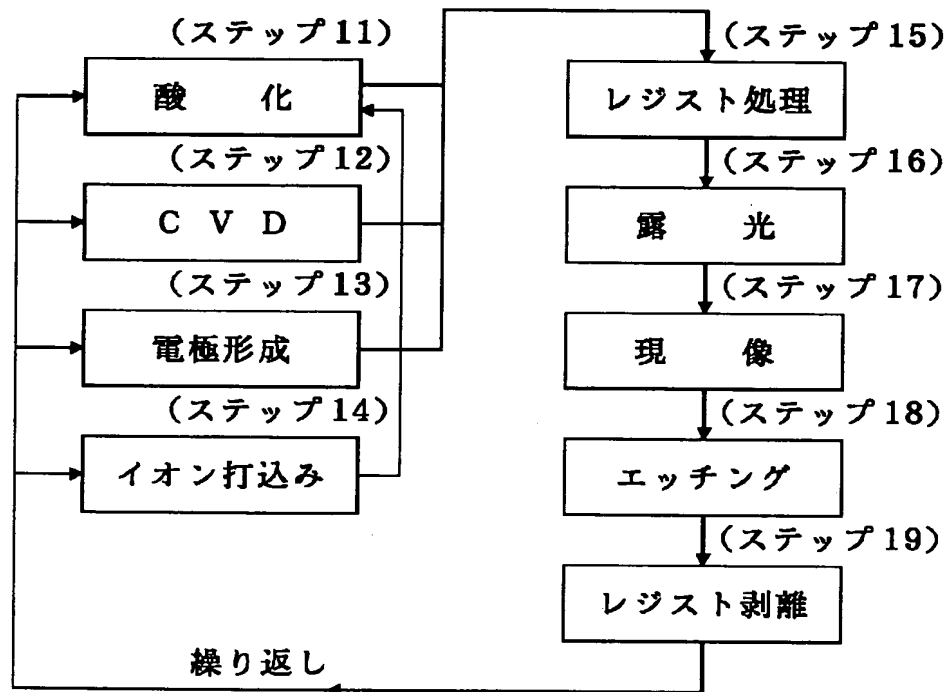 (ステップ11)
酸化
(ステップ12)
CVD
(ステップ13)
電極形成
(ステップ14)
イオン打込み
(ステップ15)
レジスト処理
(ステップ16)
露光
(ステップ17)
現像
(ステップ18)
エッチング
(ステップ19)
レジスト剥離
繰り返し